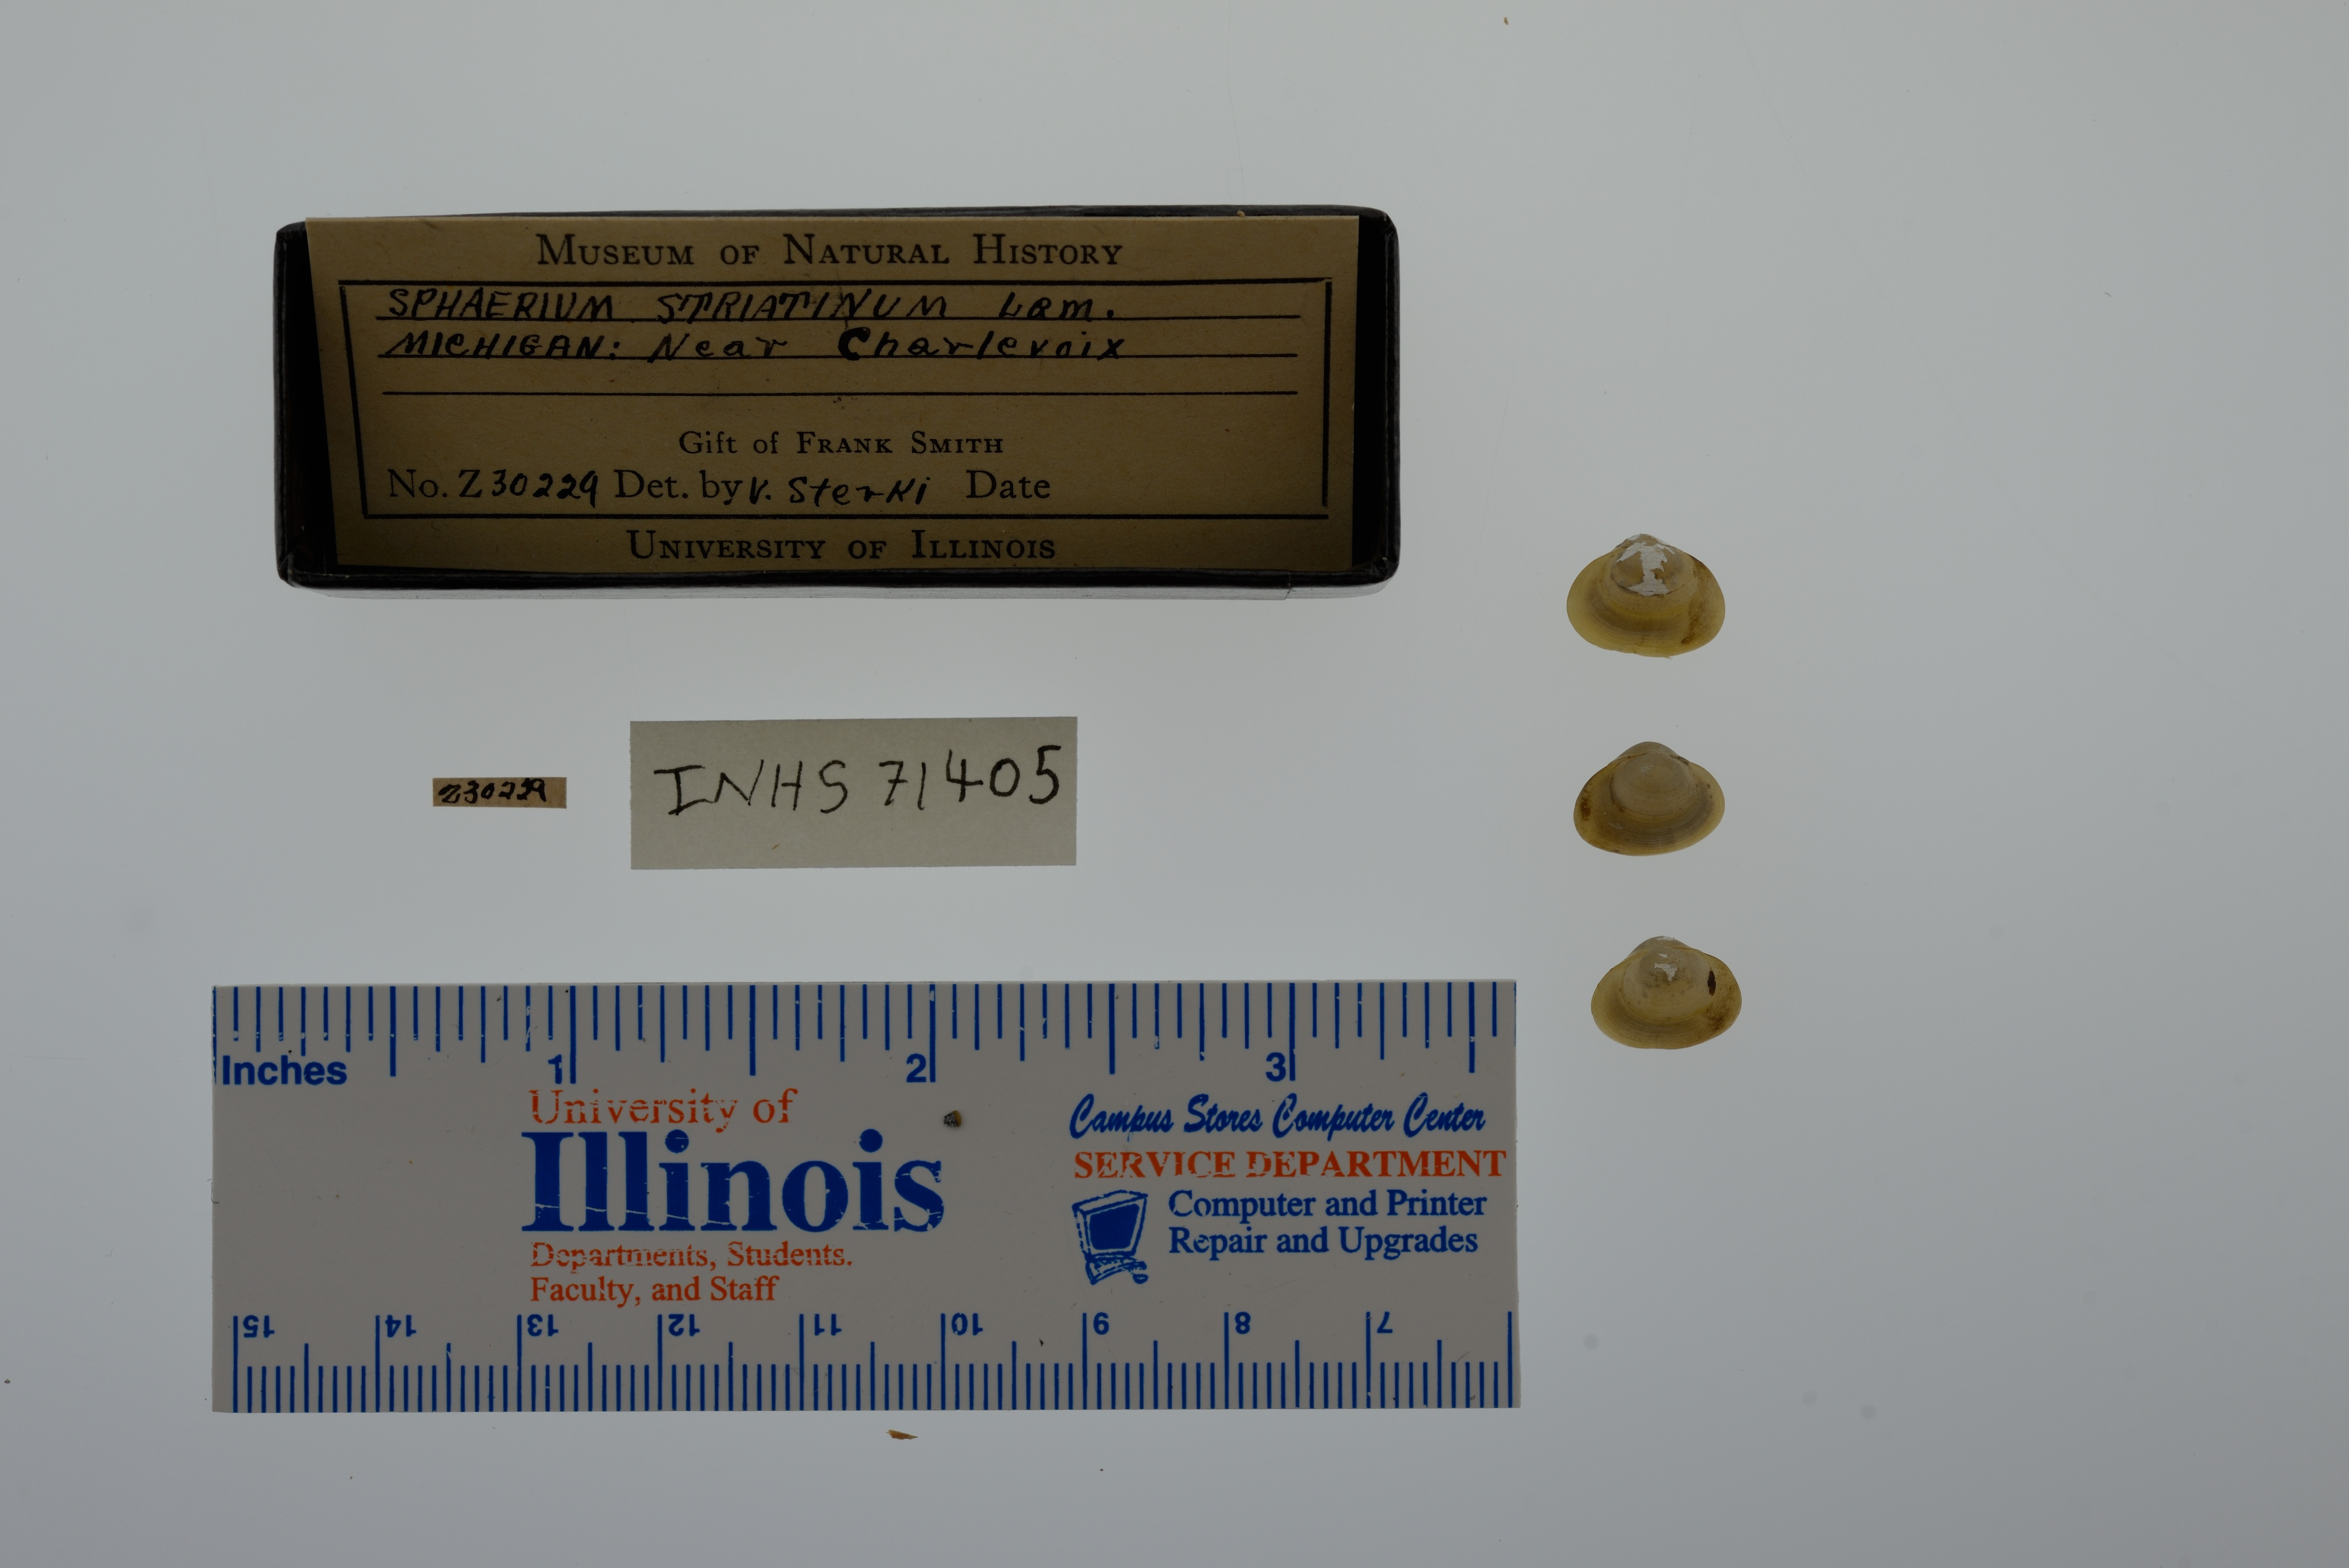 MUSEUM OF NATURAL HISTORY
SPHAERIUM STRIATINUM Lam.
MICHIGAN: Near Charlevoix
Gift of FRANK SMITH
No. Z30229 Det. by V. Sterki Date
UNIVERSITY OF ILLINOIS
Z30229
INHS 71405
Inches 1 2 3
University of
Illinois
Departments, Students,
Faculty, and Staff
Campus Stores Computer Center
SERVICE DEPARTMENT
Computer and Printer
Repair and Upgrades
15 14 13 12 11 10 9 8 7